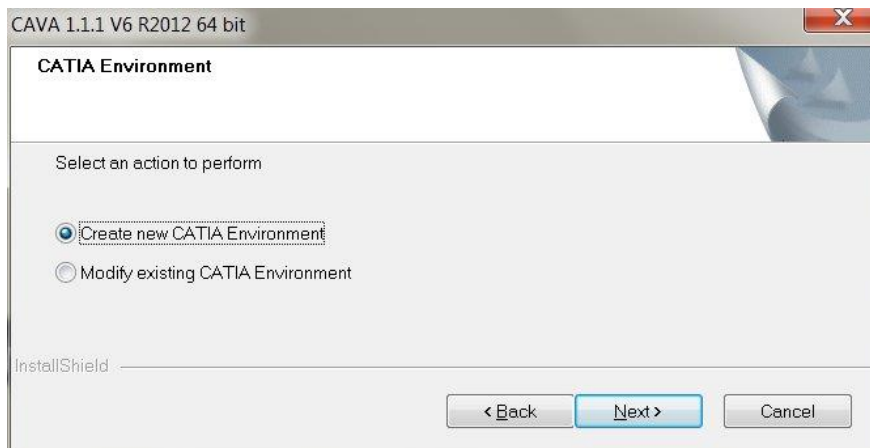 CAVA 1.1.1 V6 R2012 64 bit
X
CATIA Environment
Select an action to perform
Create new CATIA Environment
Modify existing CATIA Environment
InstallShield
< Back
Next >
Cancel